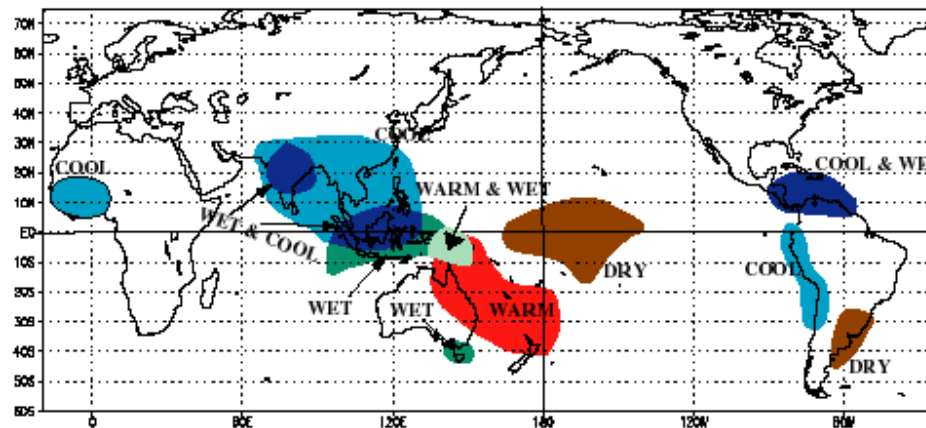 70N
60N
50N
40N
30N
20N
10N
EQ
10S
20S
30S
40S
50S
60S
COOL
COOL
COOL & WE
WARM & WET
WET & COOL
DRY
COOL
WET
WET
WARM
DRY
0
60E
120E
180
120W
60W